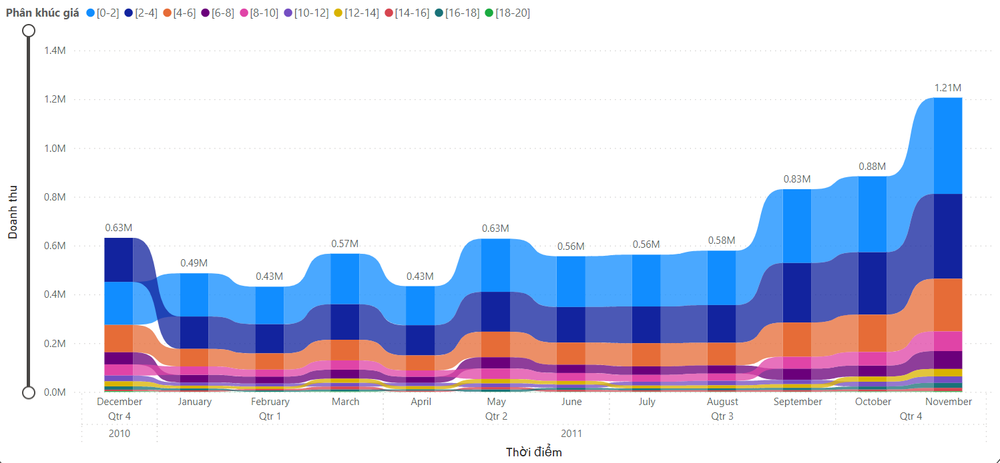 Phân khúc giá [0-2] [2-4] [4-6] [6-8] [8-10] [10-12] [12-14] [14-16] [16-18] [18-20]
1.4M
1.2M
1.0M
0.8M
0.6M
0.4M
0.2M
0.0M
Doanh thu
0.63M
0.49M
0.43M
0.57M
0.43M
0.63M
0.56M
0.56M
0.58M
0.83M
0.88M
1.21M
December January February March April May June July August September October November
Qtr 4 Qtr 1 Qtr 2 Qtr 3 Qtr 4
2010 2011
Thời điểm